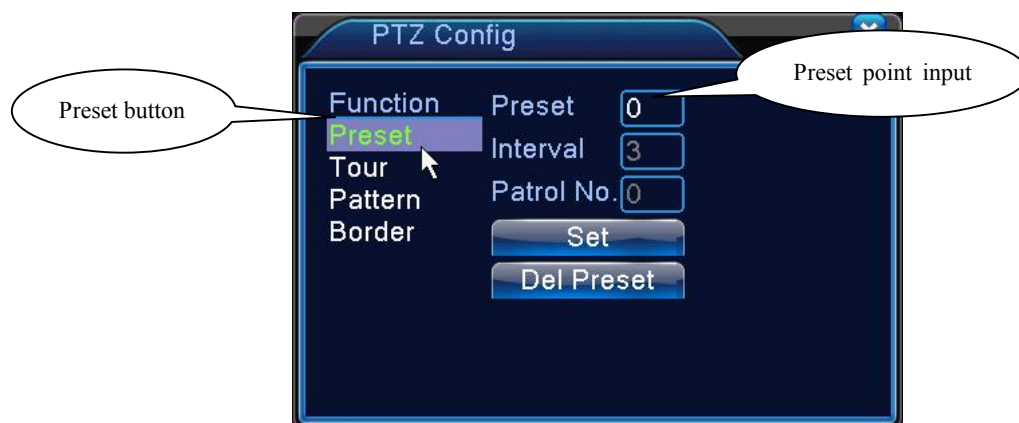 PTZ Config
Preset button
Preset point input
Function
Preset
Tour
Pattern
Border
Preset 0
Interval 3
Patrol No. 0
Set
Del Preset